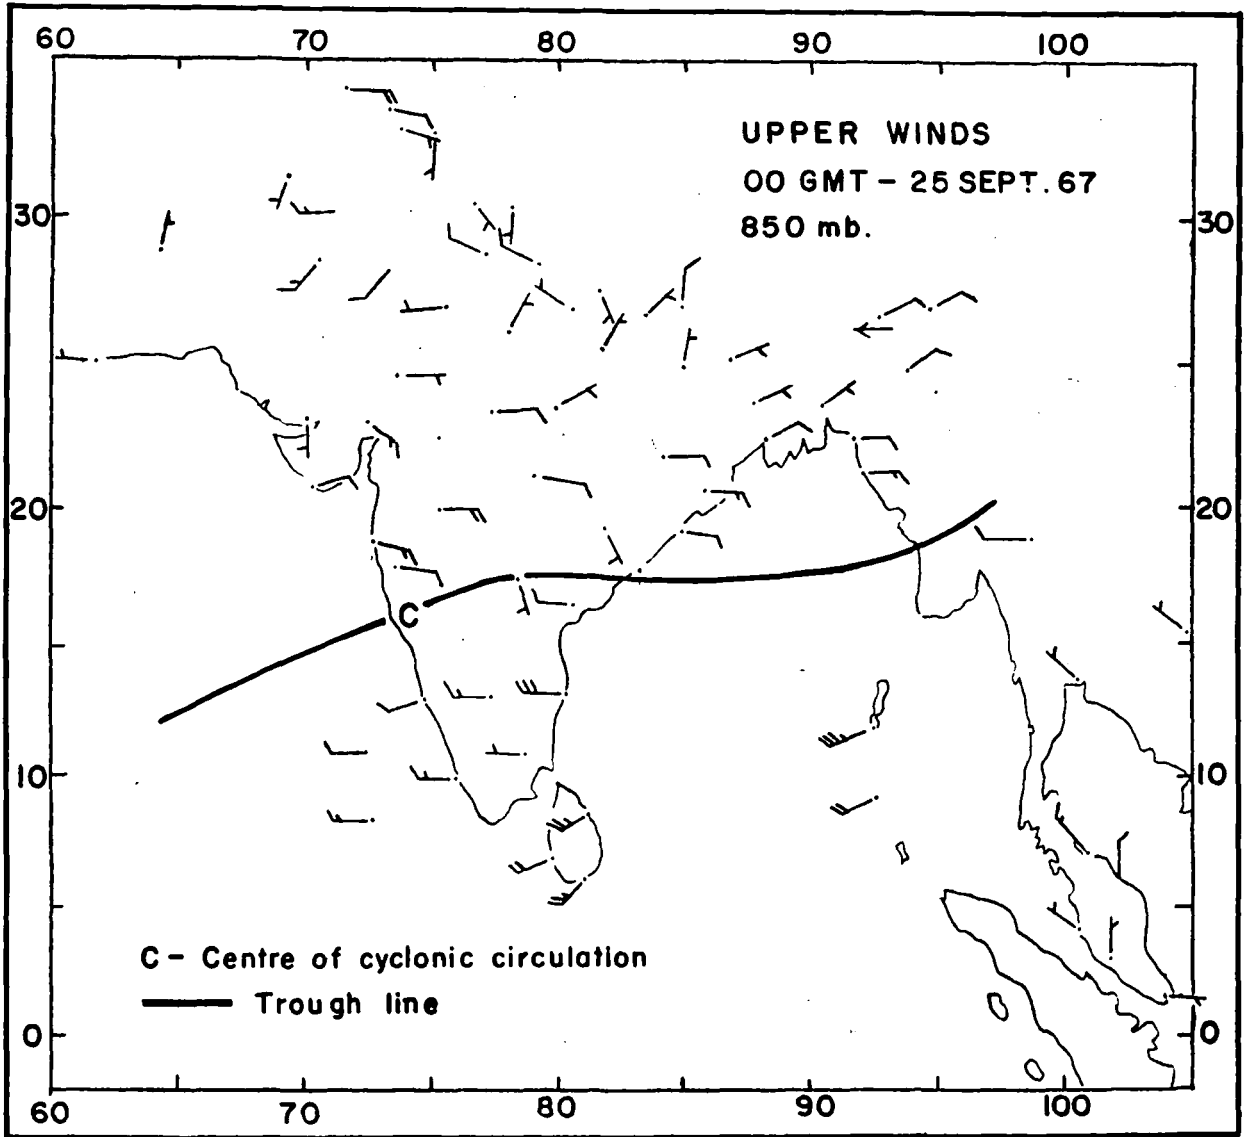 60 70 80 90 100
UPPER WINDS
00 GMT - 25 SEPT. 67
30 850 mb. 30
20 20
C
10 10
C - Centre of cyclonic circulation
Trough line
0 0
60 70 80 90 100